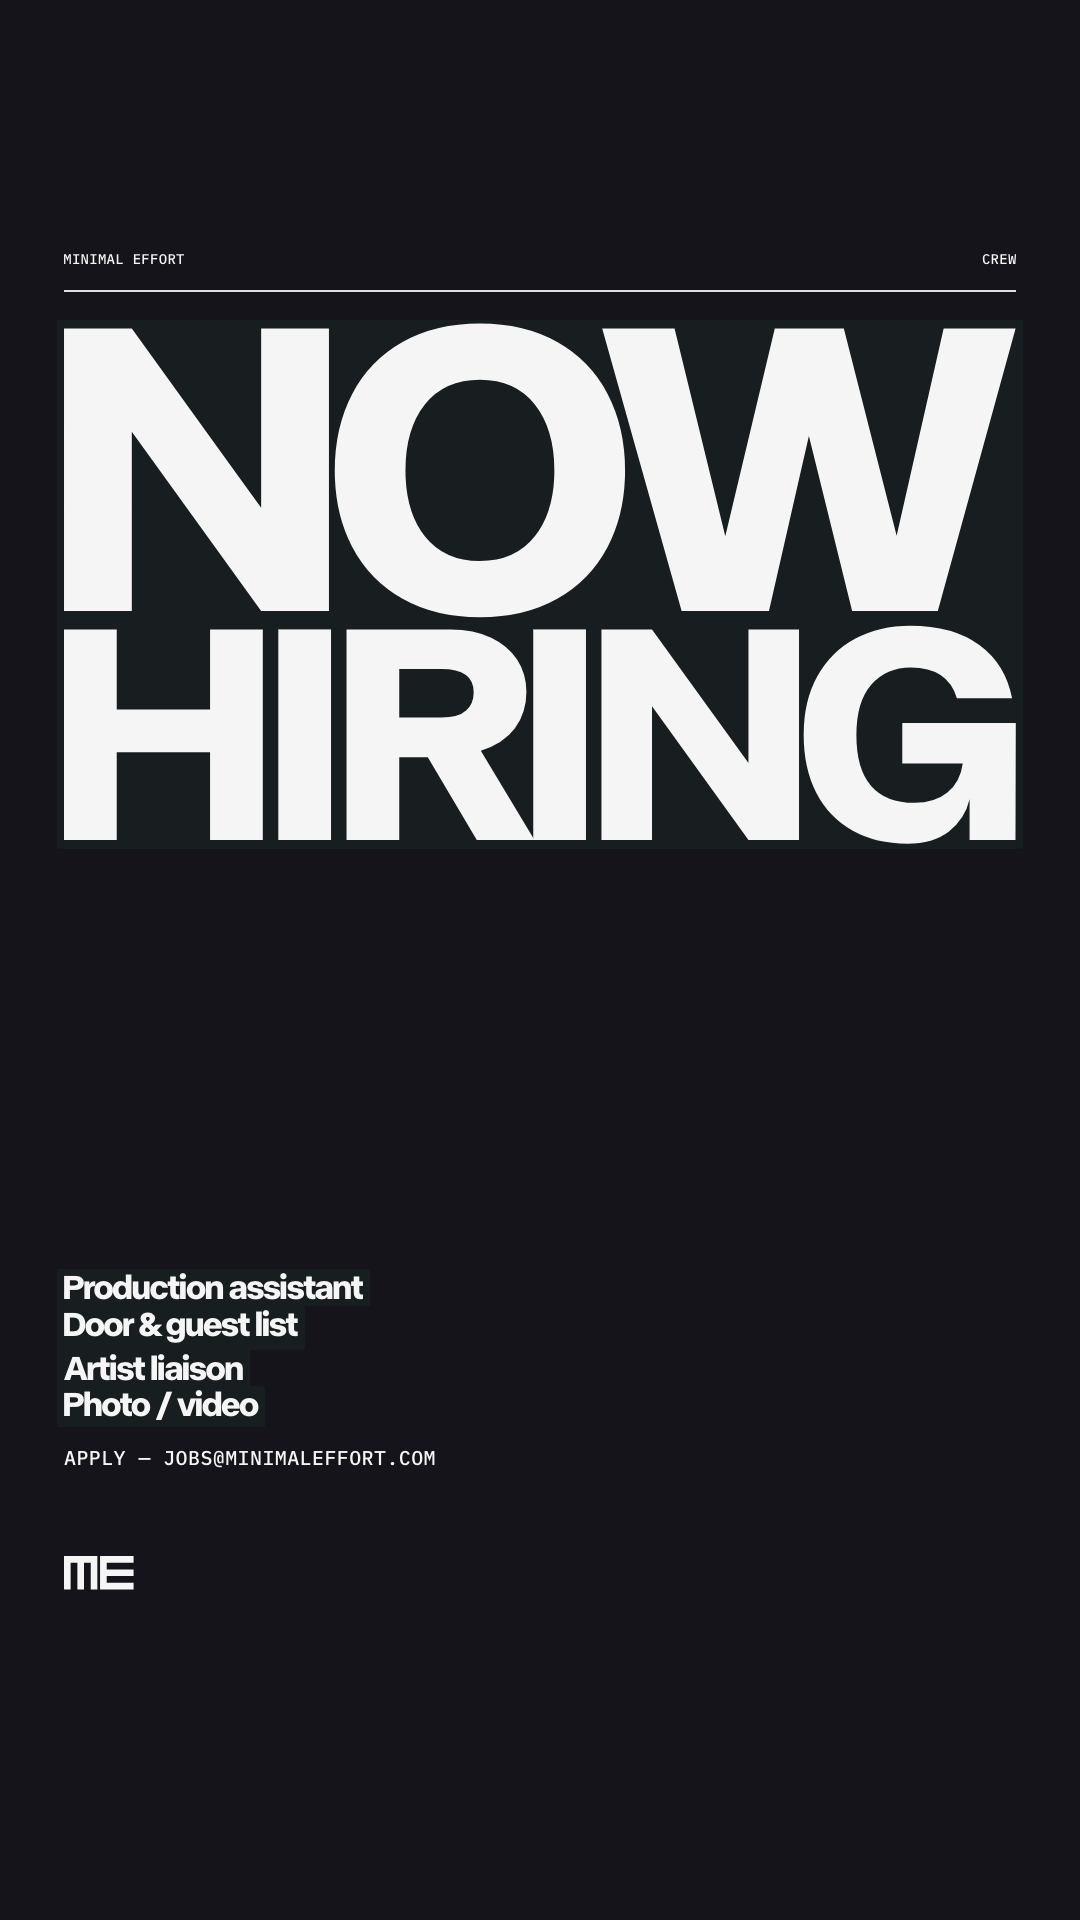 MINIMAL EFFORT
CREW
NOW
HIRING
Production assistant
Door & guest list
Artist liaison
Photo / video
APPLY — JOBS@MINIMALEFFORT.COM
ME